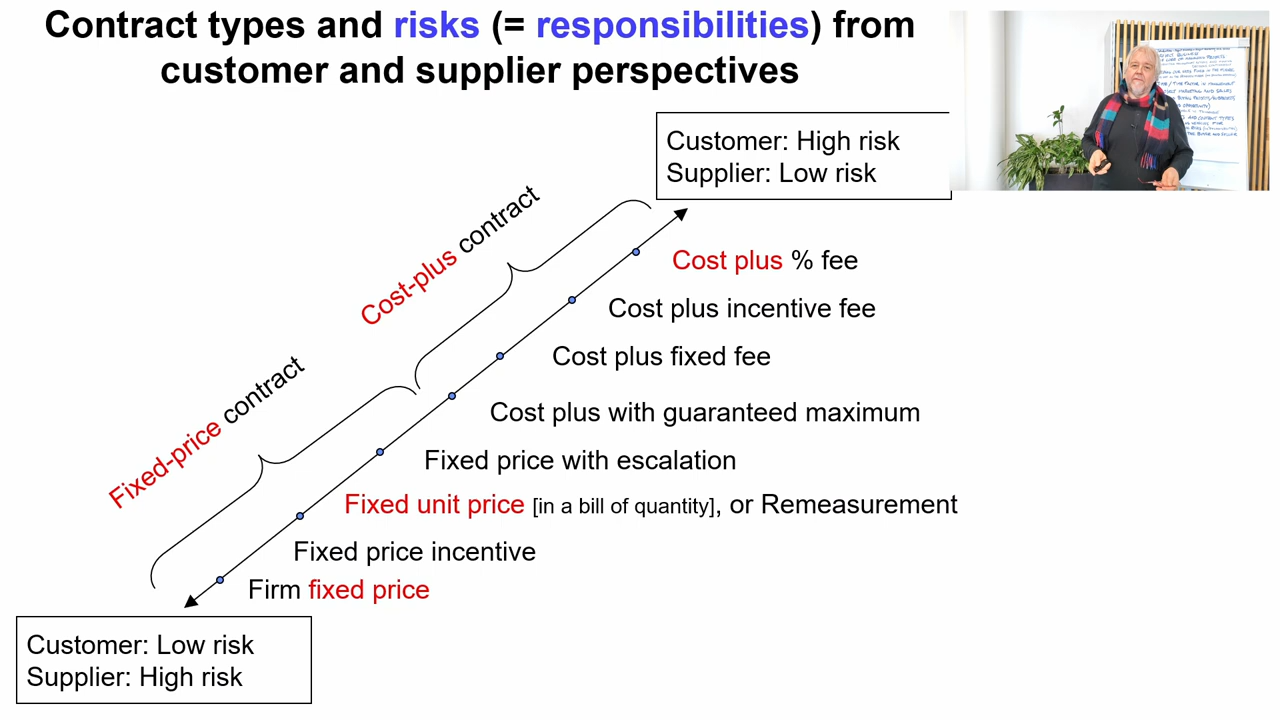 Contract types and risks (= responsibilities) from
customer and supplier perspectives
Customer: High risk
Supplier: Low risk
Cost-plus contract
Cost plus % fee
Cost plus incentive fee
Cost plus fixed fee
Cost plus with guaranteed maximum
Fixed-price contract
Fixed price with escalation
Fixed unit price [in a bill of quantity], or Remeasurement
Fixed price incentive
Firm fixed price
Customer: Low risk
Supplier: High risk